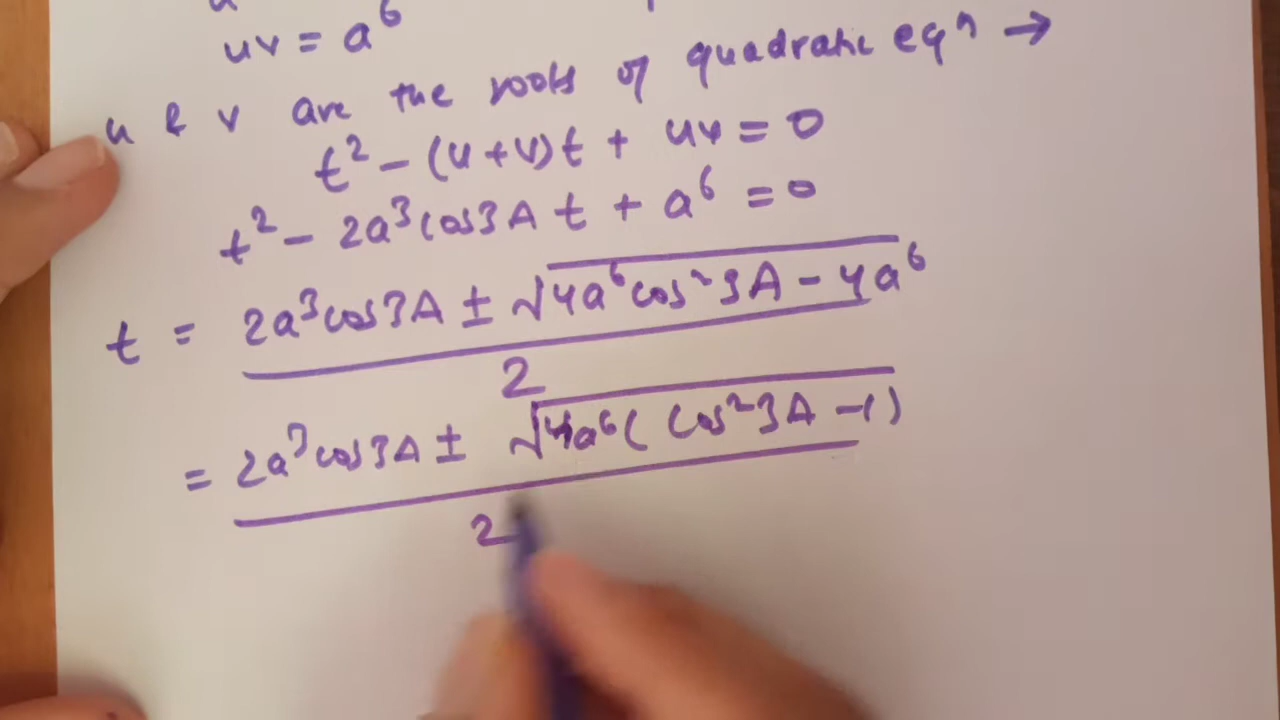 uv = a⁶
u & v are the roots of quadratic eqn →
t² - (u + v)t + uv = 0
t² - 2a³cos3A t + a⁶ = 0
t = 2a³cos3A ± √4a⁶cos²3A - 4a⁶
2
= 2a³cos3A ± √4a⁶(cos²3A - 1)
2